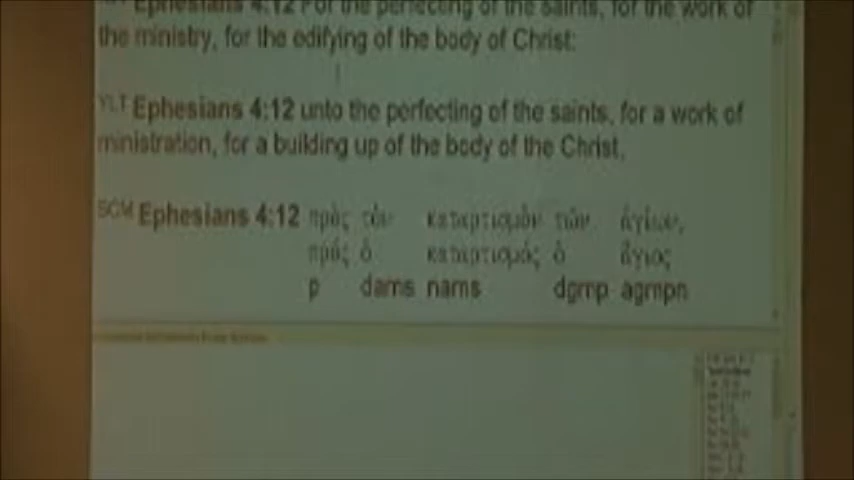 Ephesians 4:12 For the perfecting of the saints, for the work of
the ministry, for the edifying of the body of Christ:
YLT Ephesians 4:12 unto the perfecting of the saints, for a work of
ministration, for a building up of the body of the Christ,
SCM Ephesians 4:12 πρὸς τὸν καταρτισμὸν τῶν ἁγίων,
πρός ὁ καταρτισμός ὁ ἅγιος
p dams nams dgmp agmpn